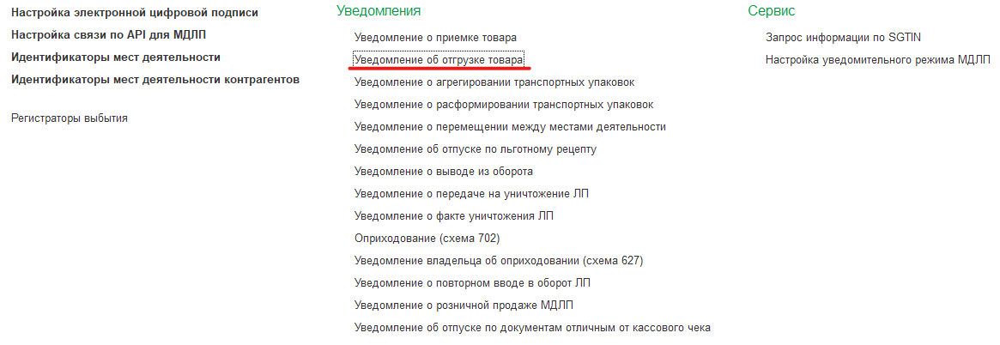 Настройка электронной цифровой подписи
Настройка связи по API для МДЛП
Идентификаторы мест деятельности
Идентификаторы мест деятельности контрагентов
Регистраторы выбытия
Уведомления
Уведомление о приемке товара
Уведомление об отгрузке товара
Уведомление о агрегировании транспортных упаковок
Уведомление о расформировании транспортных упаковок
Уведомление о перемещении между местами деятельности
Уведомление об отпуске по льготному рецепту
Уведомление о выводе из оборота
Уведомление о передаче на уничтожение ЛП
Уведомление о факте уничтожения ЛП
Оприходование (схема 702)
Уведомление владельца об оприходовании (схема 627)
Уведомление о повторном вводе в оборот ЛП
Уведомление о розничной продаже МДЛП
Уведомление об отпуске по документам отличным от кассового чека
Сервис
Запрос информации по SGTIN
Настройка уведомительного режима МДЛП